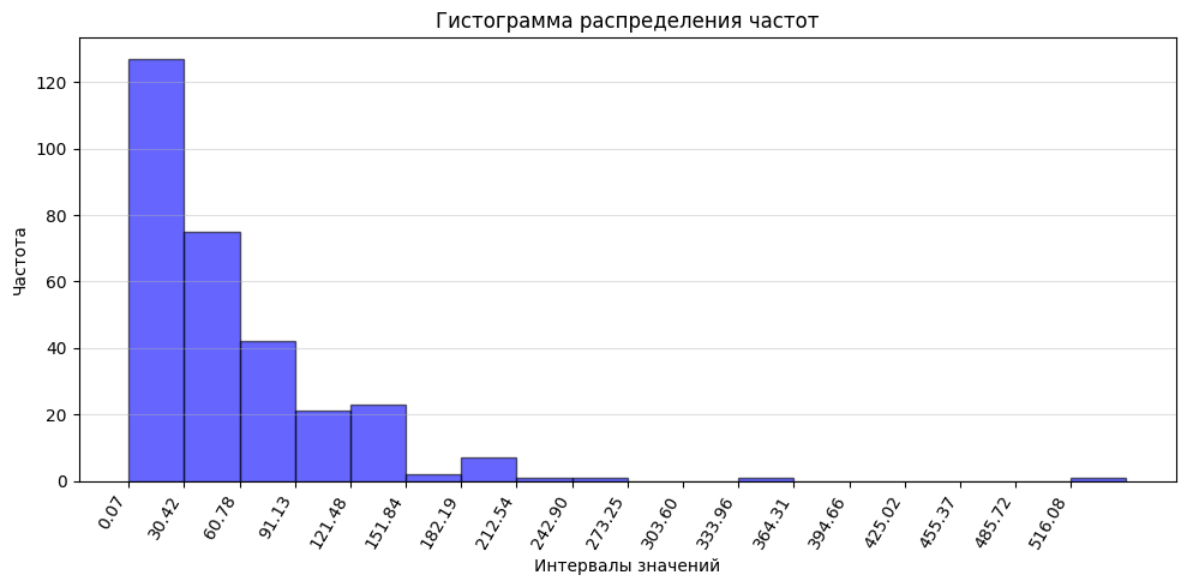 Гистограмма распределения частот
Частота
120
100
80
60
40
20
0
0.07 30.42 60.78 91.13 121.48 151.84 182.19 212.54 242.90 273.25 303.60 333.96 364.31 394.66 425.02 455.37 485.72 516.08
Интервалы значений